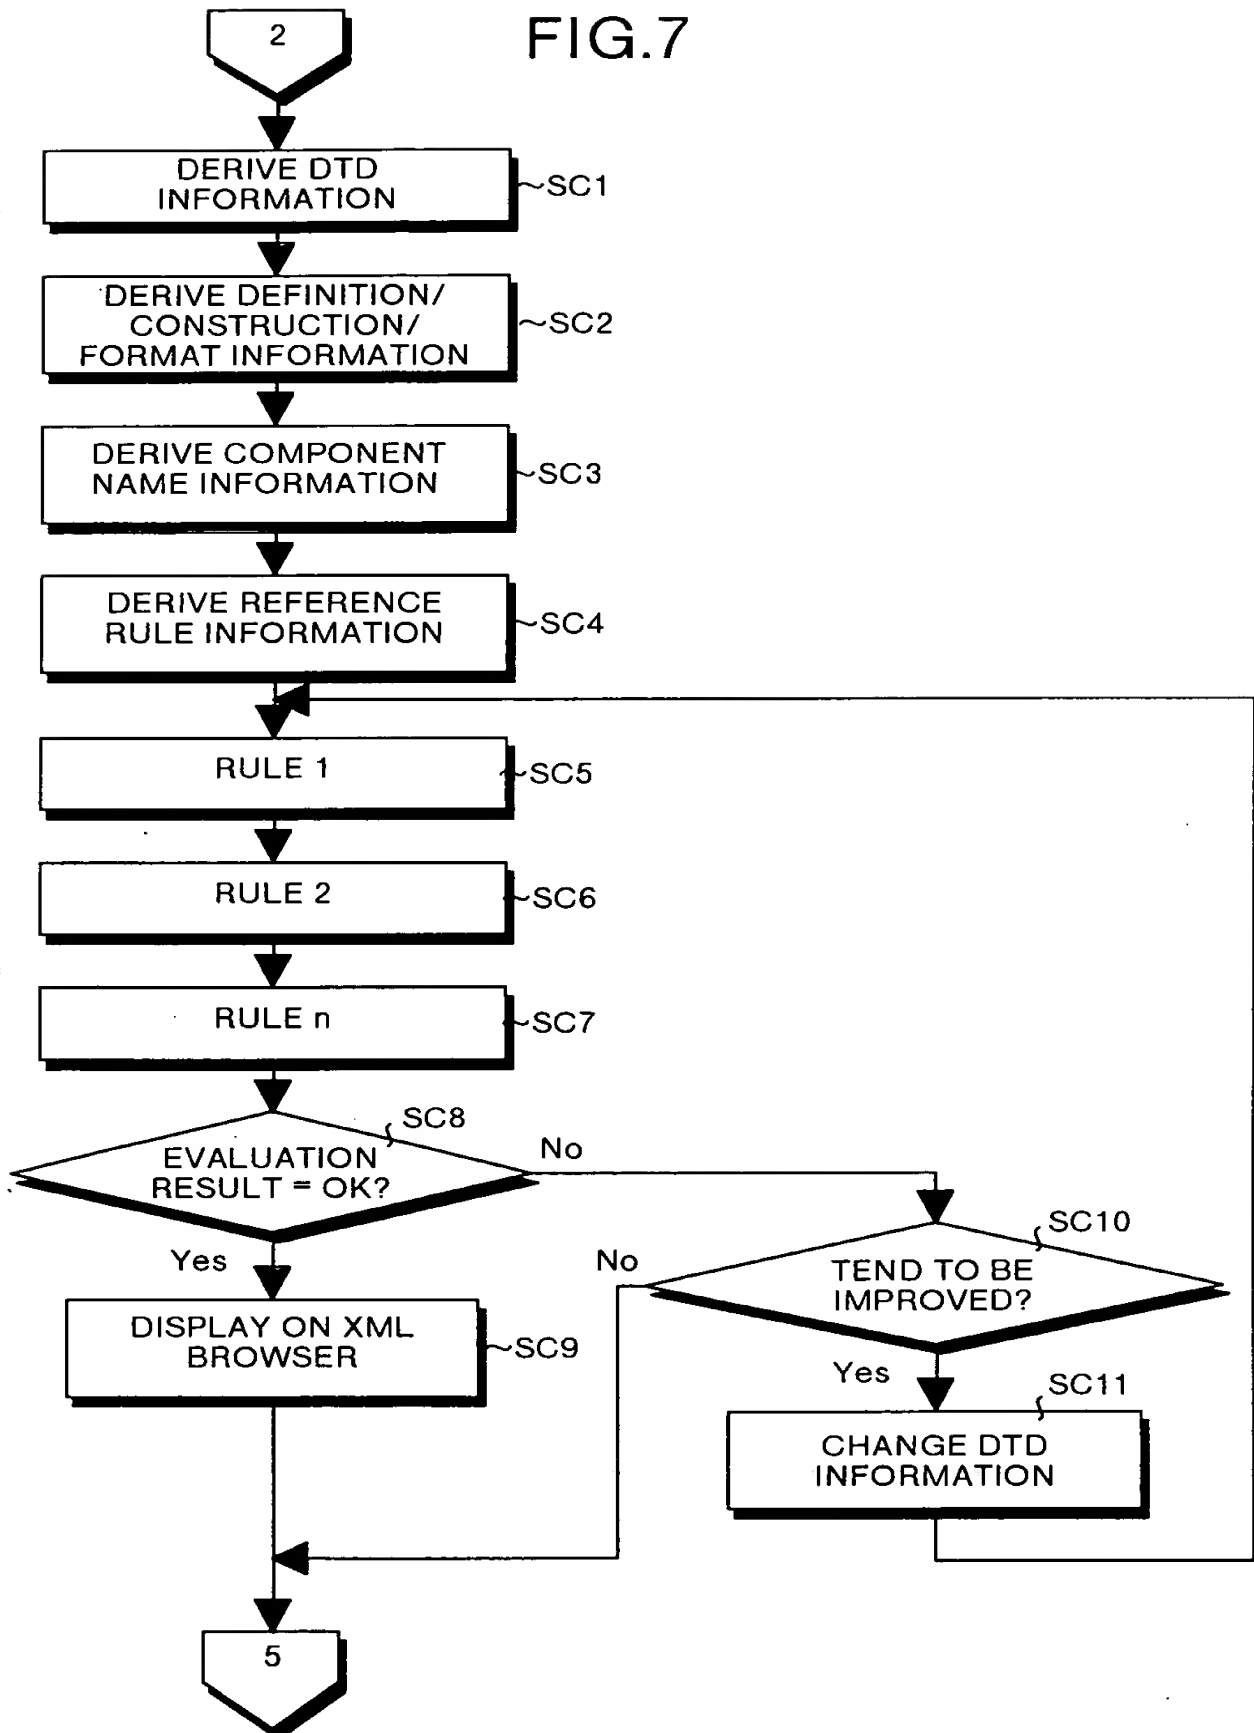 FIG.7
2
DERIVE DTD
INFORMATION
~SC1
DERIVE DEFINITION/
CONSTRUCTION/
FORMAT INFORMATION
~SC2
DERIVE COMPONENT
NAME INFORMATION
~SC3
DERIVE REFERENCE
RULE INFORMATION
~SC4
RULE 1
~SC5
RULE 2
~SC6
RULE n
~SC7
SC8
EVALUATION
RESULT = OK?
No
Yes
SC10
TEND TO BE
IMPROVED?
No
Yes
DISPLAY ON XML
BROWSER
~SC9
SC11
CHANGE DTD
INFORMATION
5